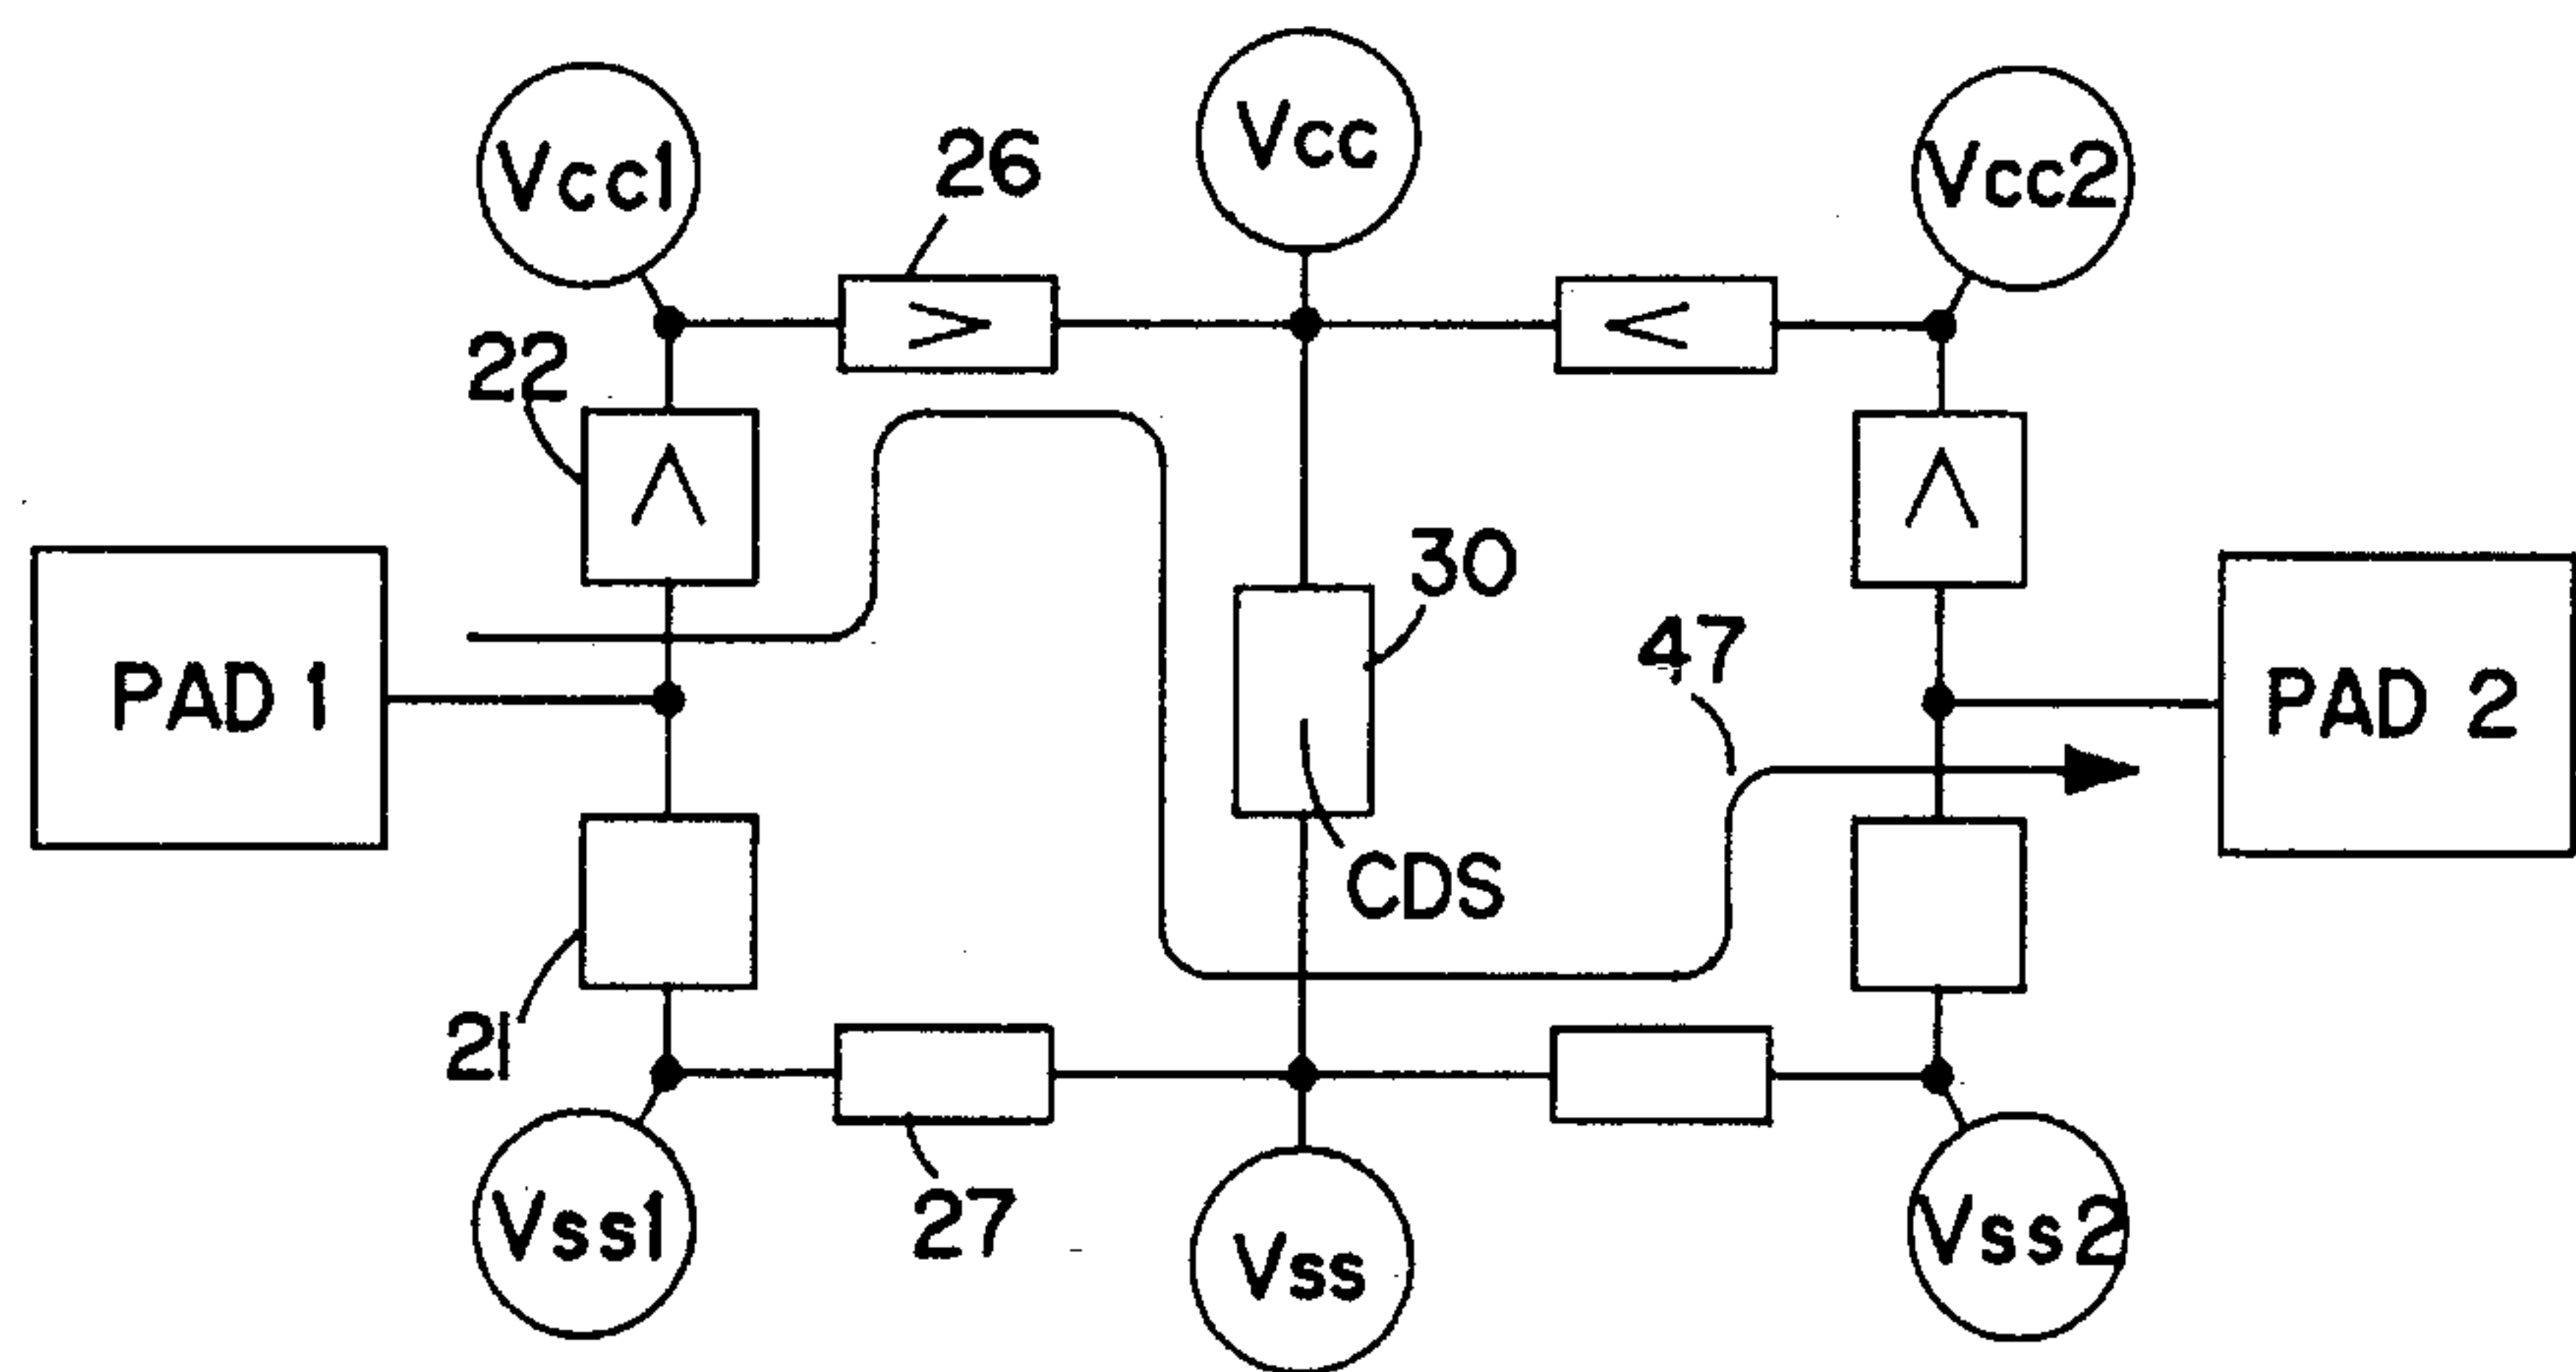 Vcc1
26
Vcc
Vcc2
22
30
47
PAD 1
PAD 2
CDS
21
27
Vss1
Vss
Vss2